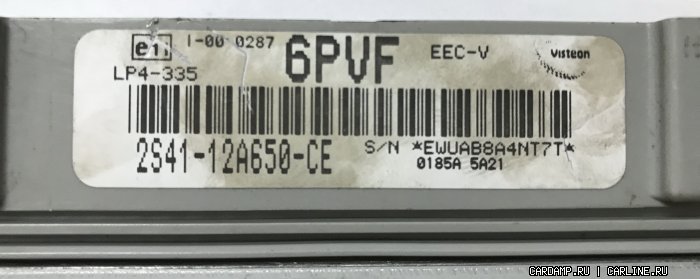 e11 I-00 0287 6PVF EEC-V Visteon
LP4-335
2S41-12A650-CE S/N *EWUAB8A4NT7T*
0185A 5A21
CARDAMP.RU | CARLINE.RU